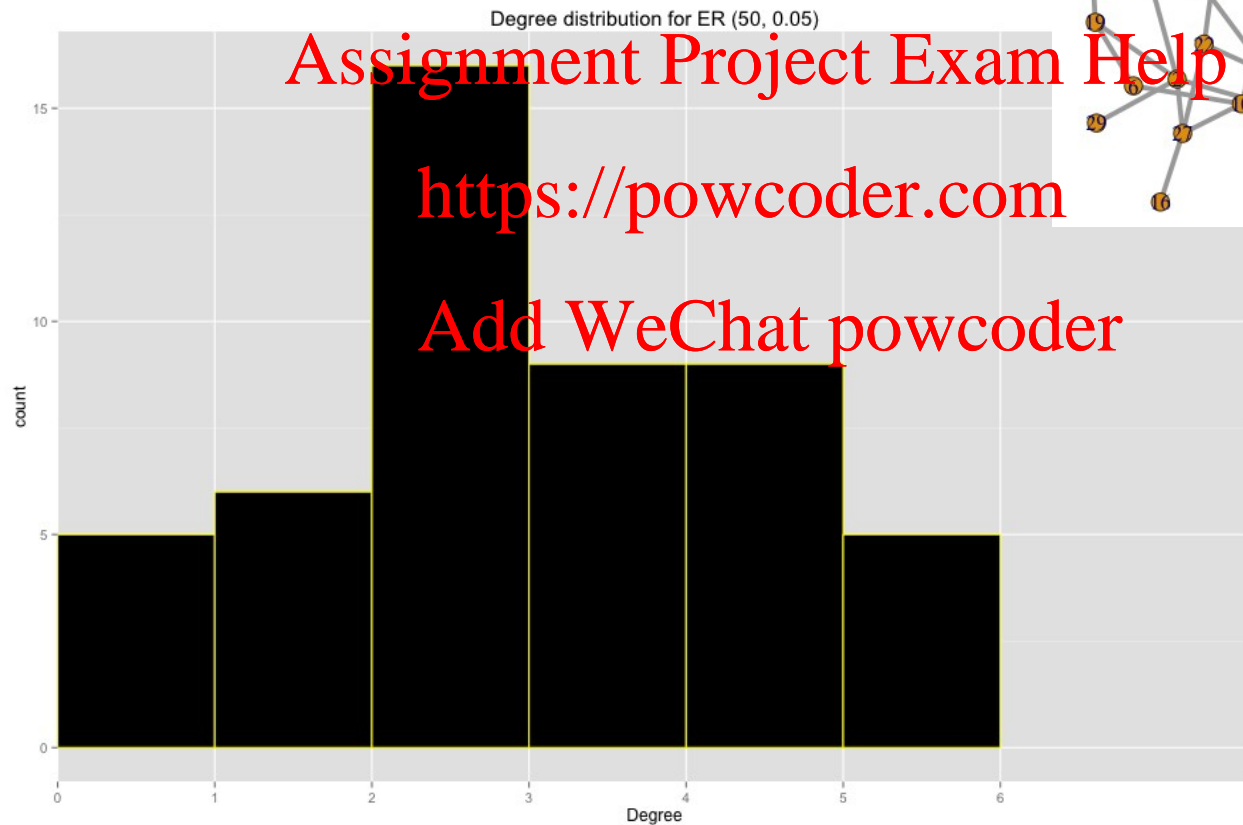 Degree distribution for ER (50, 0.05)
Assignment Project Exam Help
https://powcoder.com
Add WeChat powcoder
count
15
10
5
0
0 1 2 3 4 5 6
Degree
19
6
29
27
16